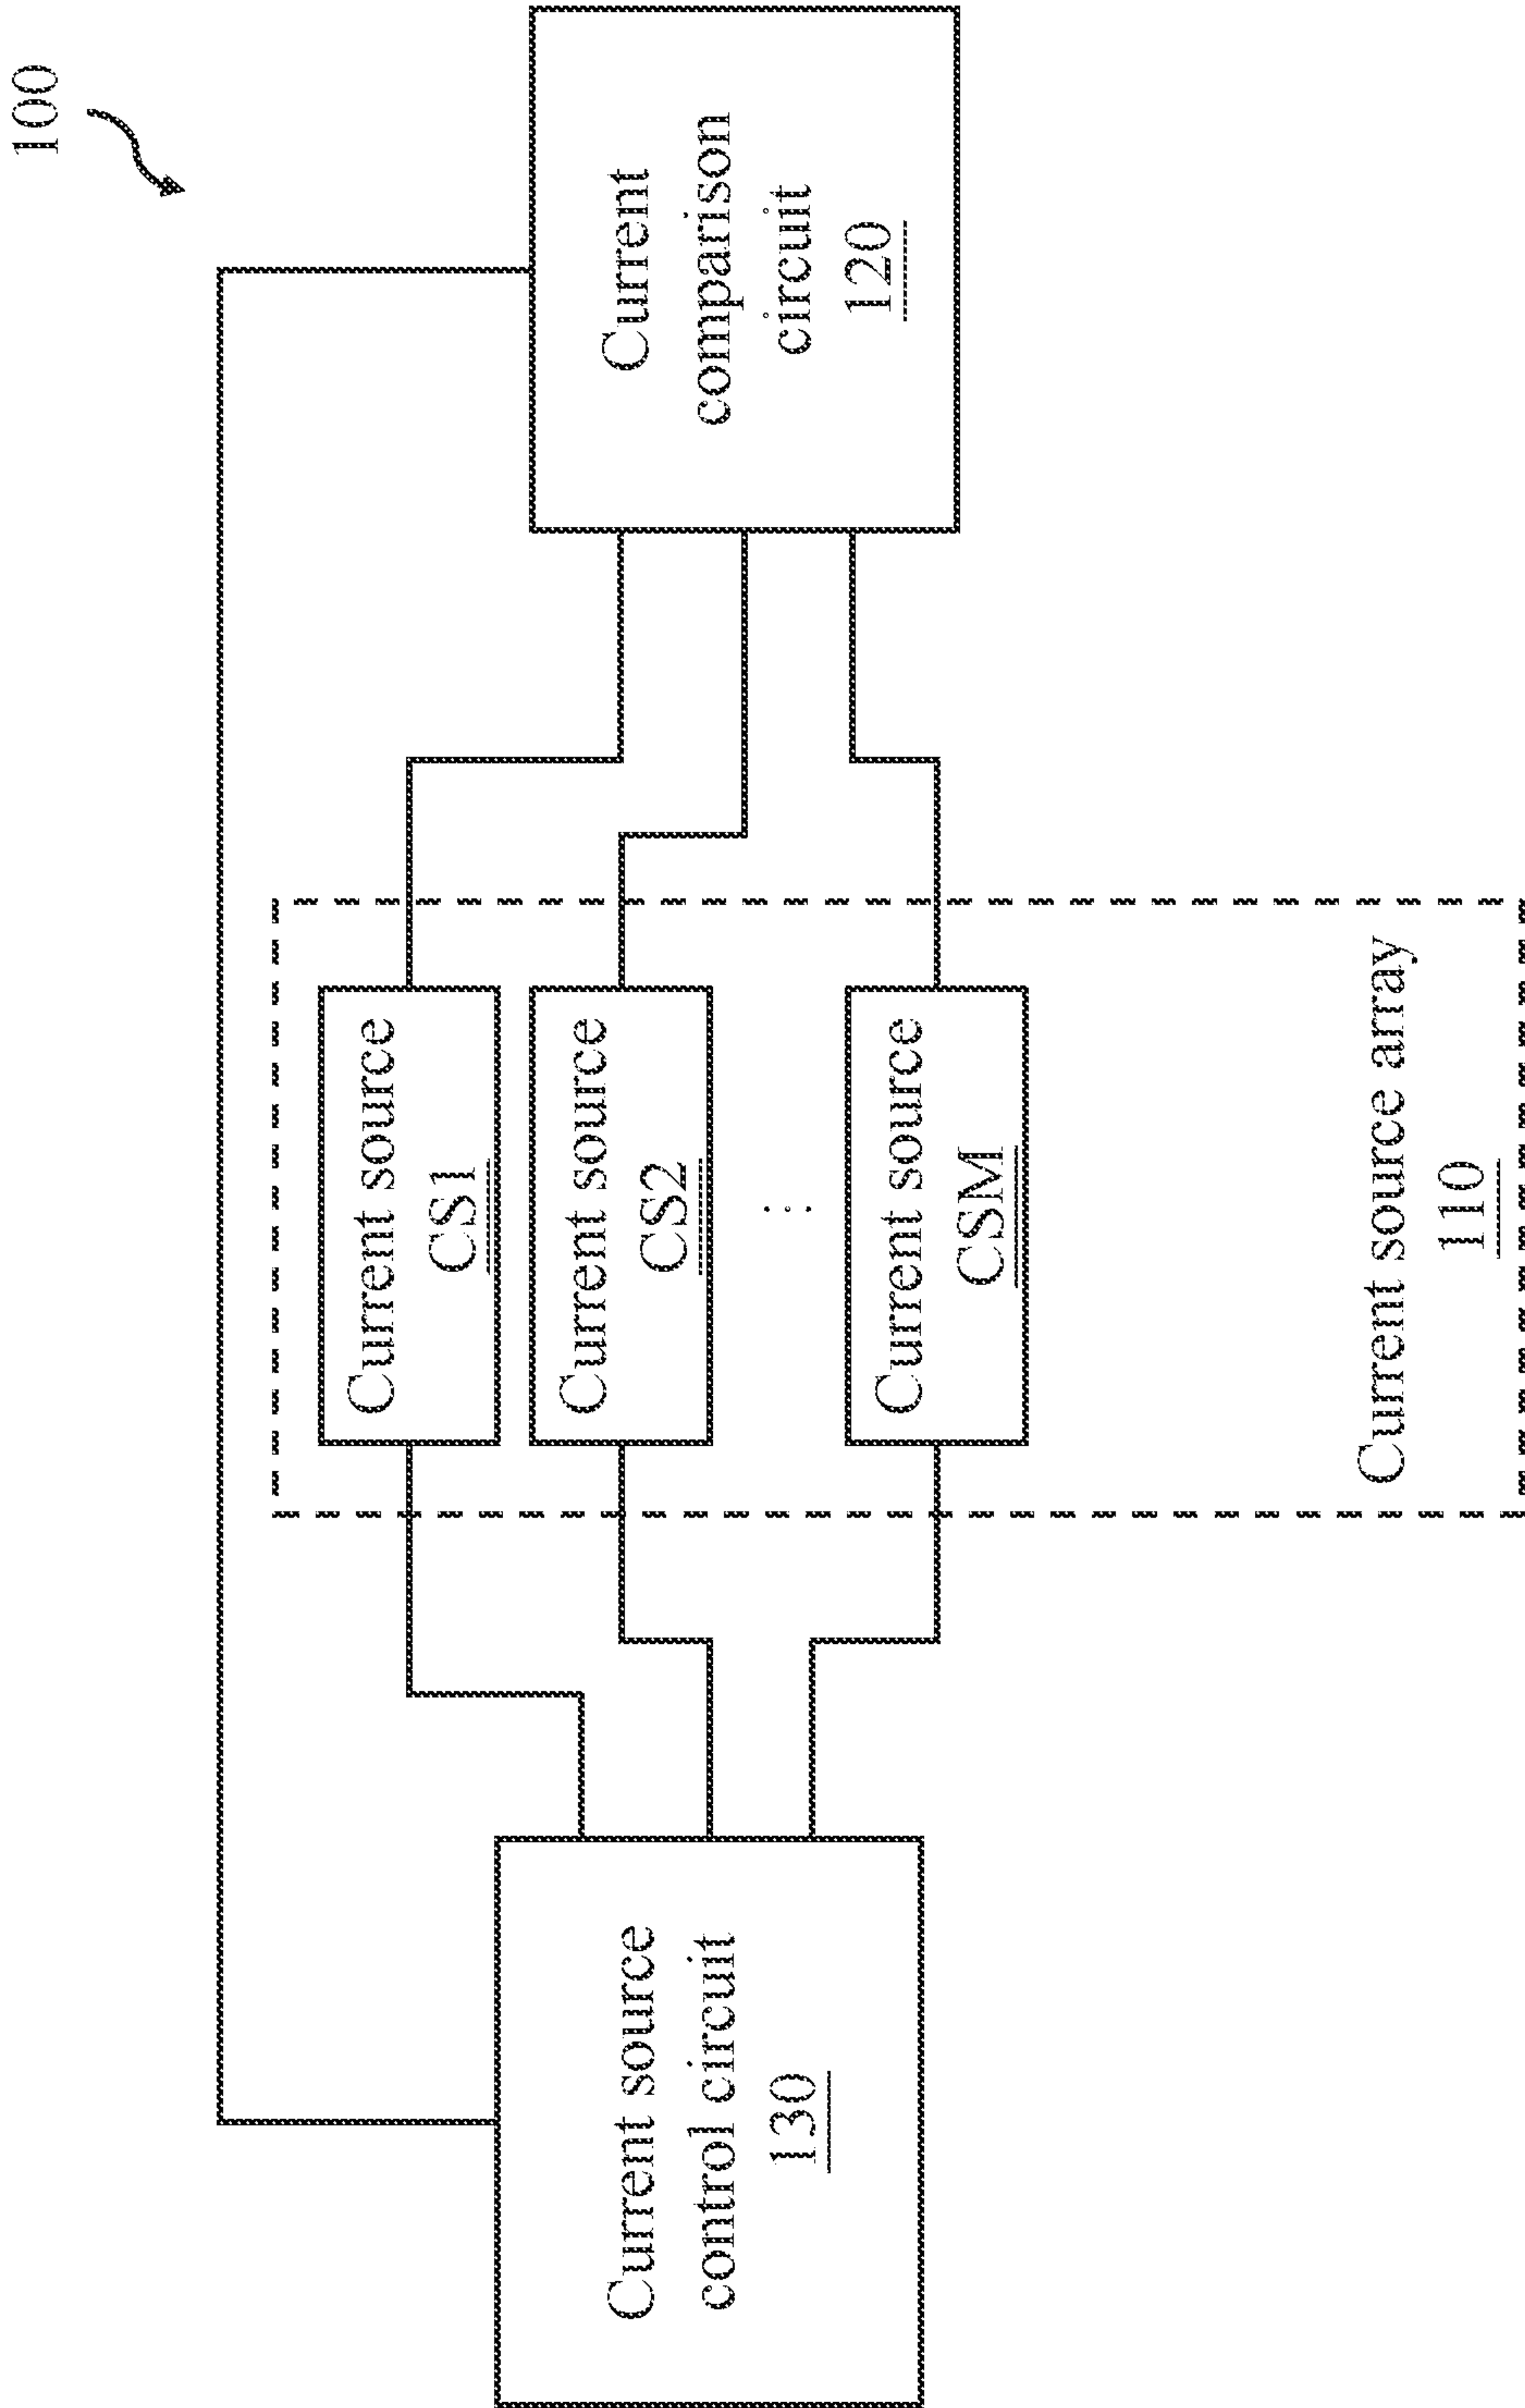 100
Current source
control circuit
130
Current source
CS1
Current source
CS2
⋮
Current source
CSM
Current source array
110
Current
comparison
circuit
120